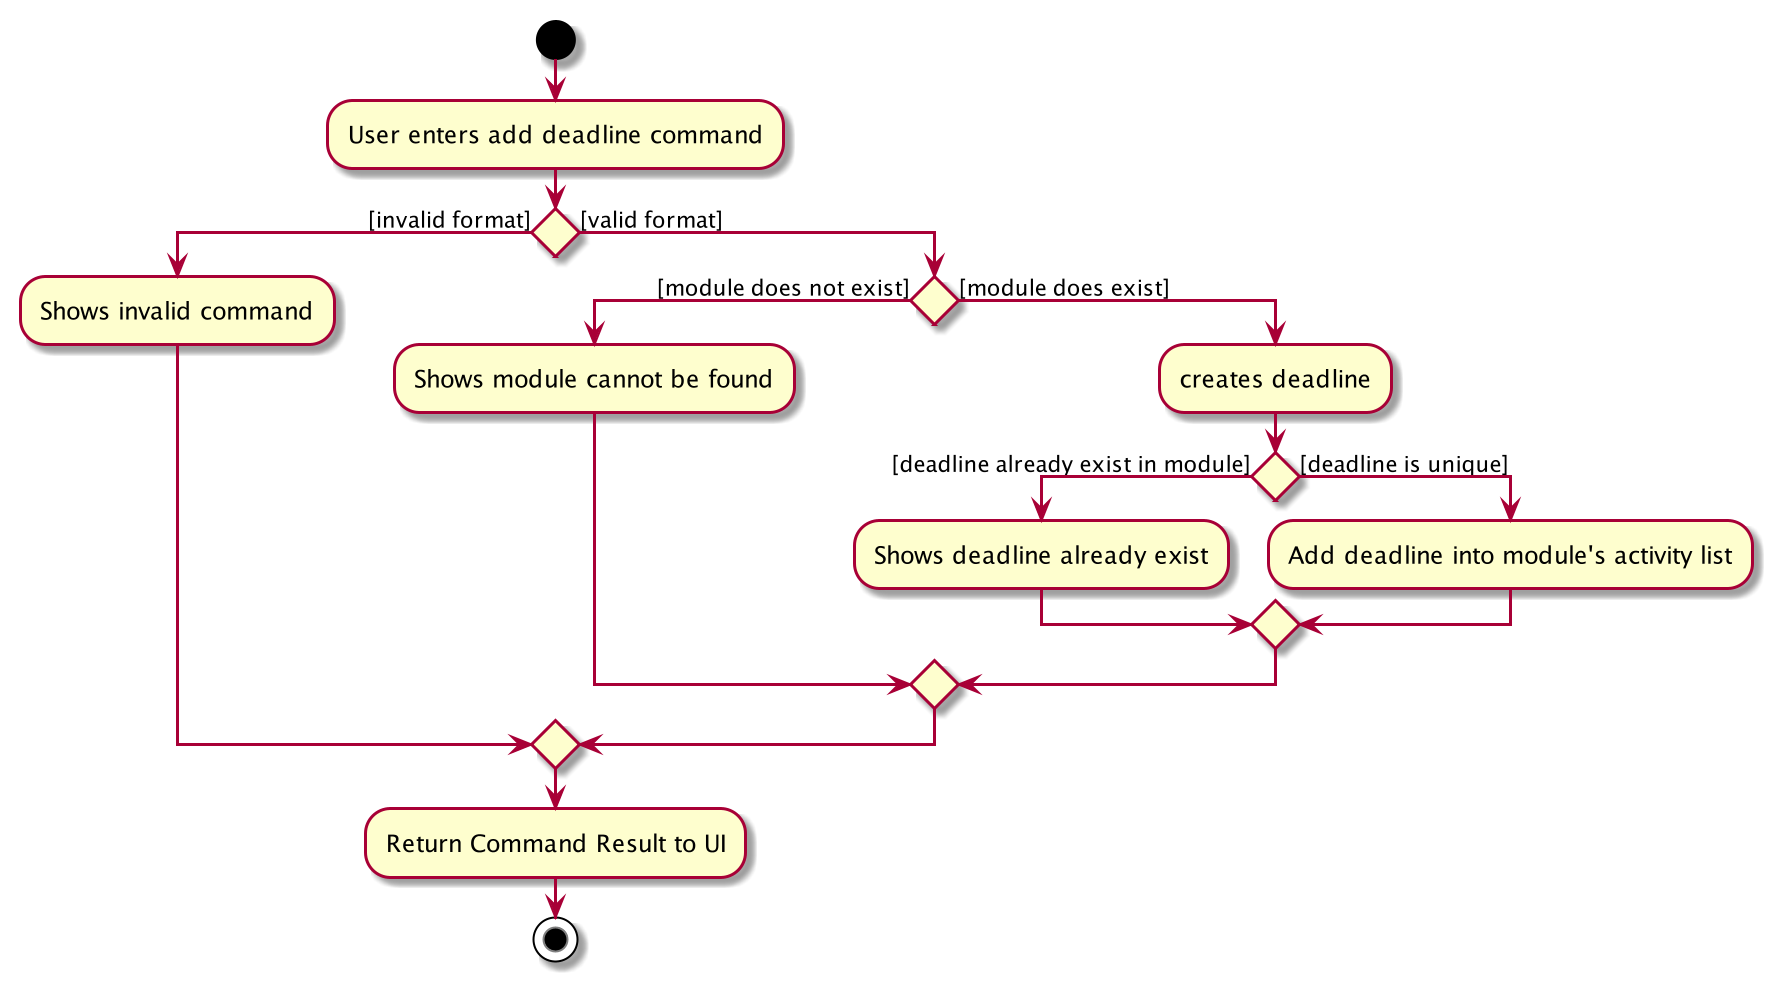 User enters add deadline command
[invalid format]
[valid format]
Shows invalid command
[module does not exist]
[module does exist]
Shows module cannot be found
creates deadline
[deadline already exist in module]
[deadline is unique]
Shows deadline already exist
Add deadline into module's activity list
Return Command Result to UI